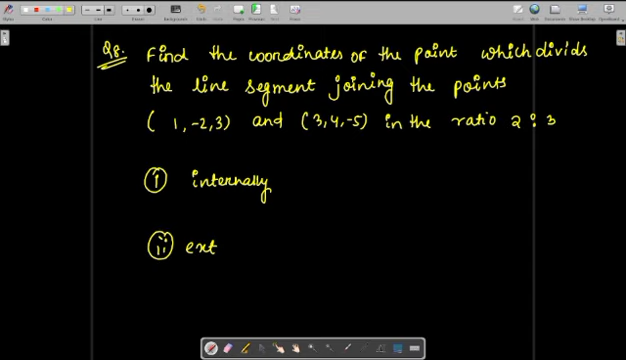 Q8. Find the coordinates of the point which divids
the line segment joining the points
( 1, -2, 3) and (3, 4, -5) in the ratio 2 : 3
(i) internally
(ii) ext